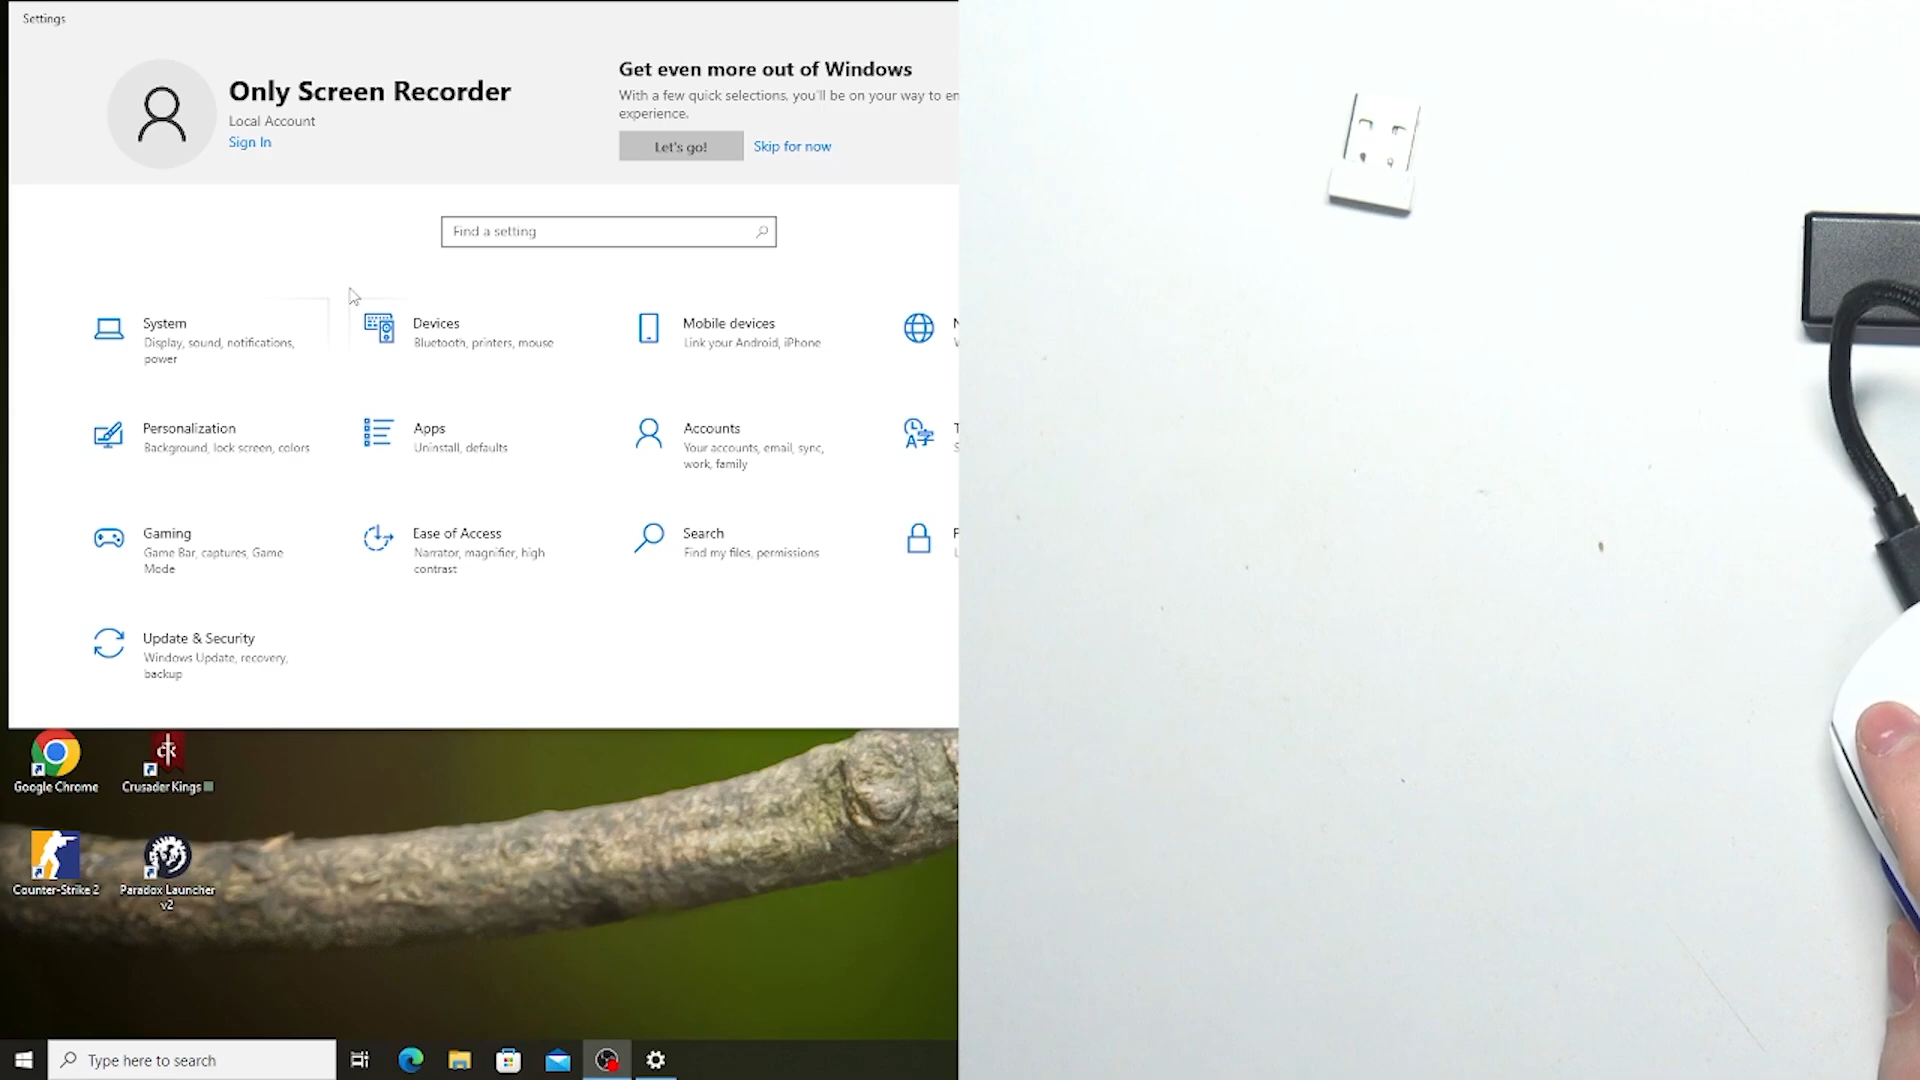 Settings
Only Screen Recorder
Local Account
Sign In
Get even more out of Windows
With a few quick selections, you'll be on your way to en
experience.
Let's go!
Skip for now
Find a setting
System
Display, sound, notifications,
power
Devices
Bluetooth, printers, mouse
Mobile devices
Link your Android, iPhone
Personalization
Background, lock screen, colors
Apps
Uninstall, defaults
Accounts
Your accounts, email, sync,
work, family
Gaming
Game Bar, captures, Game
Mode
Ease of Access
Narrator, magnifier, high
contrast
Search
Find my files, permissions
Update & Security
Windows Update, recovery,
backup
Google Chrome
Crusader Kings
Counter-Strike 2
Paradox Launcher
v2
Type here to search